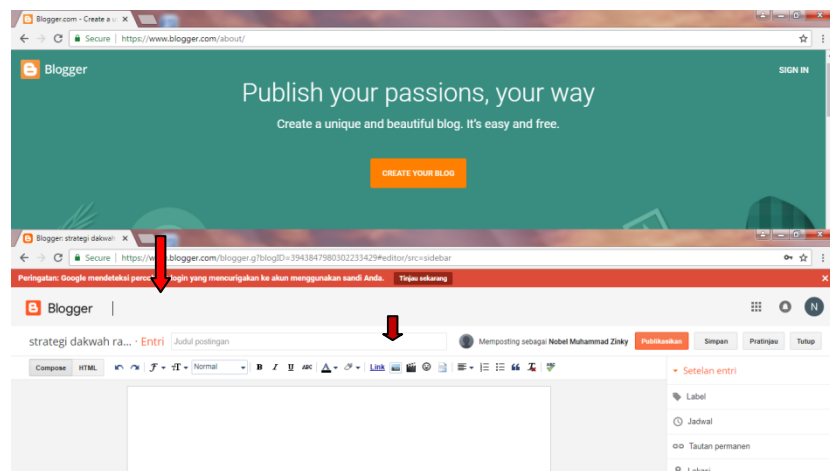 Blogger.com - Create a u
Secure | https://www.blogger.com/about/
Blogger
SIGN IN
Publish your passions, your way
Create a unique and beautiful blog. It's easy and free.
CREATE YOUR BLOG
Blogger: strategi dakwah
Secure | https://www.blogger.com/blogger.g?blogID=3943847980302233429#editor/src=sidebar
Peringatan: Google mendeteksi login yang mencurigakan ke akun menggunakan sandi Anda. Tinjau sekarang
Blogger
N
strategi dakwah ra... · Entri Judul postingan Memposting sebagai Nobel Muhammad Zinky Publikasikan Simpan Pratinjau Tutup
Compose HTML Normal B I U ABC A Link
Setelan entri
Label
Jadwal
Tautan permanen
Lokasi